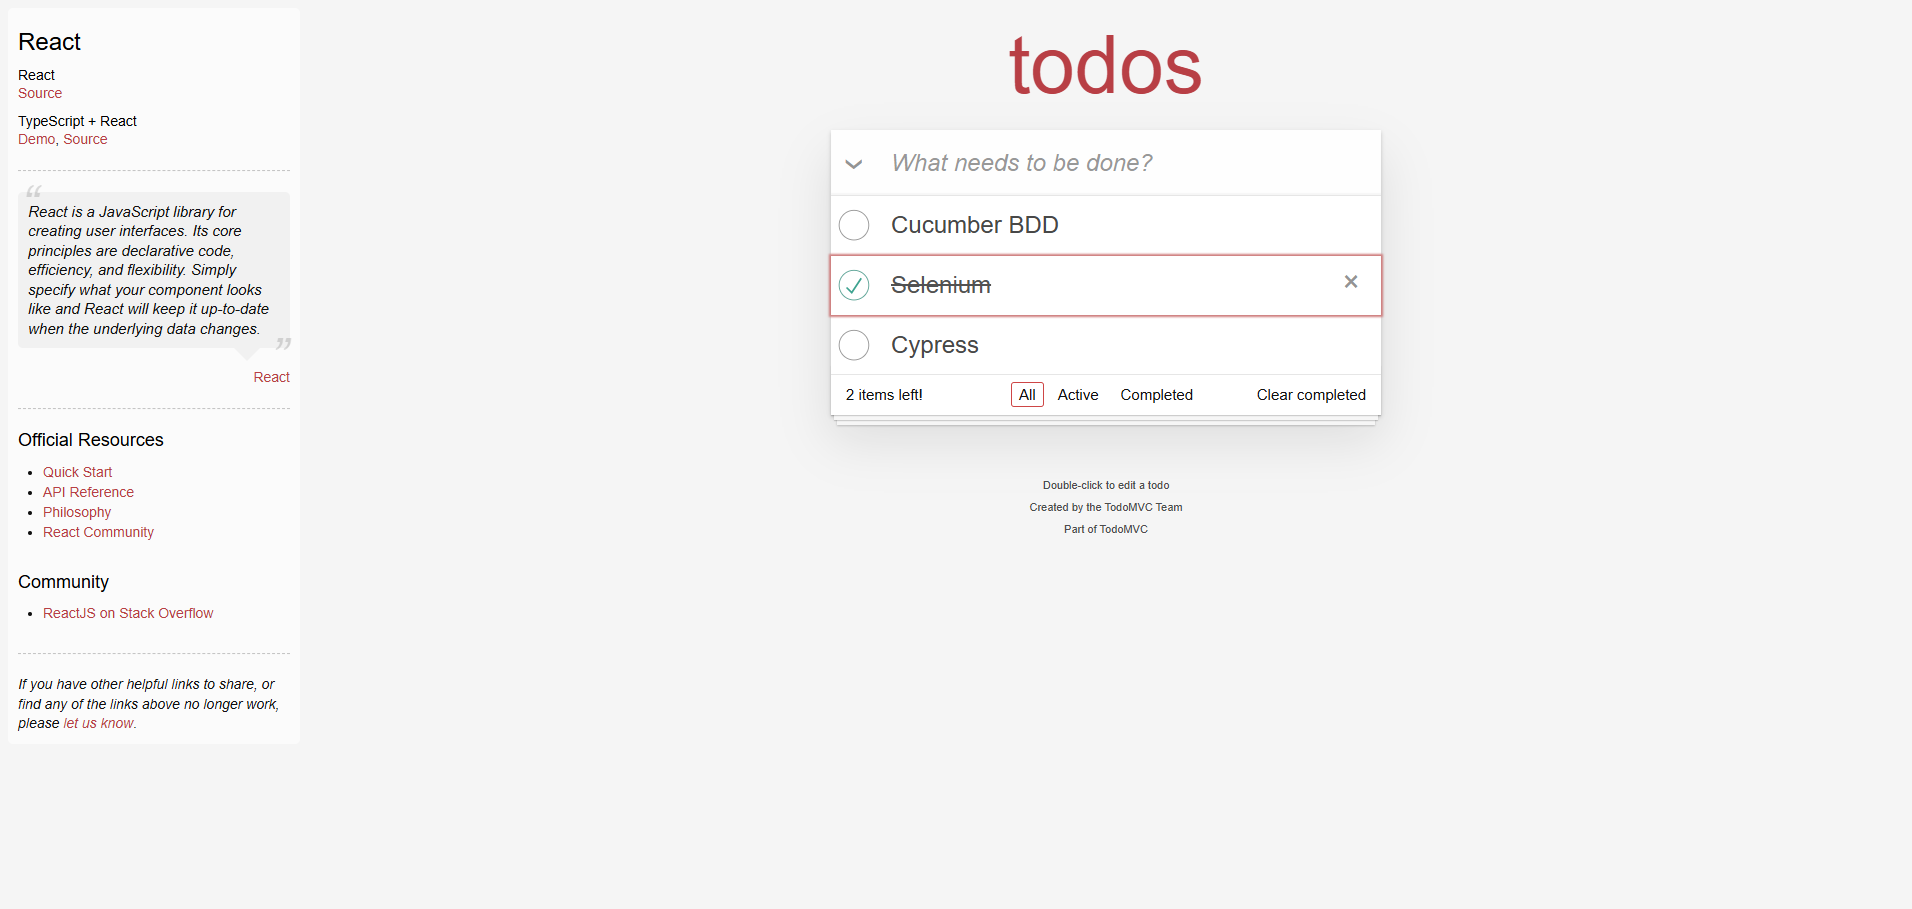 React
React
Source
TypeScript + React
Demo, Source
“
React is a JavaScript library for
creating user interfaces. Its core
principles are declarative code,
efficiency, and flexibility. Simply
specify what your component looks
like and React will keep it up-to-date
when the underlying data changes.
”
React
Official Resources
• Quick Start
• API Reference
• Philosophy
• React Community
Community
• ReactJS on Stack Overflow
If you have other helpful links to share, or
find any of the links above no longer work,
please let us know.
todos
What needs to be done?
Cucumber BDD
Selenium ×
Cypress
2 items left! All Active Completed Clear completed
Double-click to edit a todo
Created by the TodoMVC Team
Part of TodoMVC